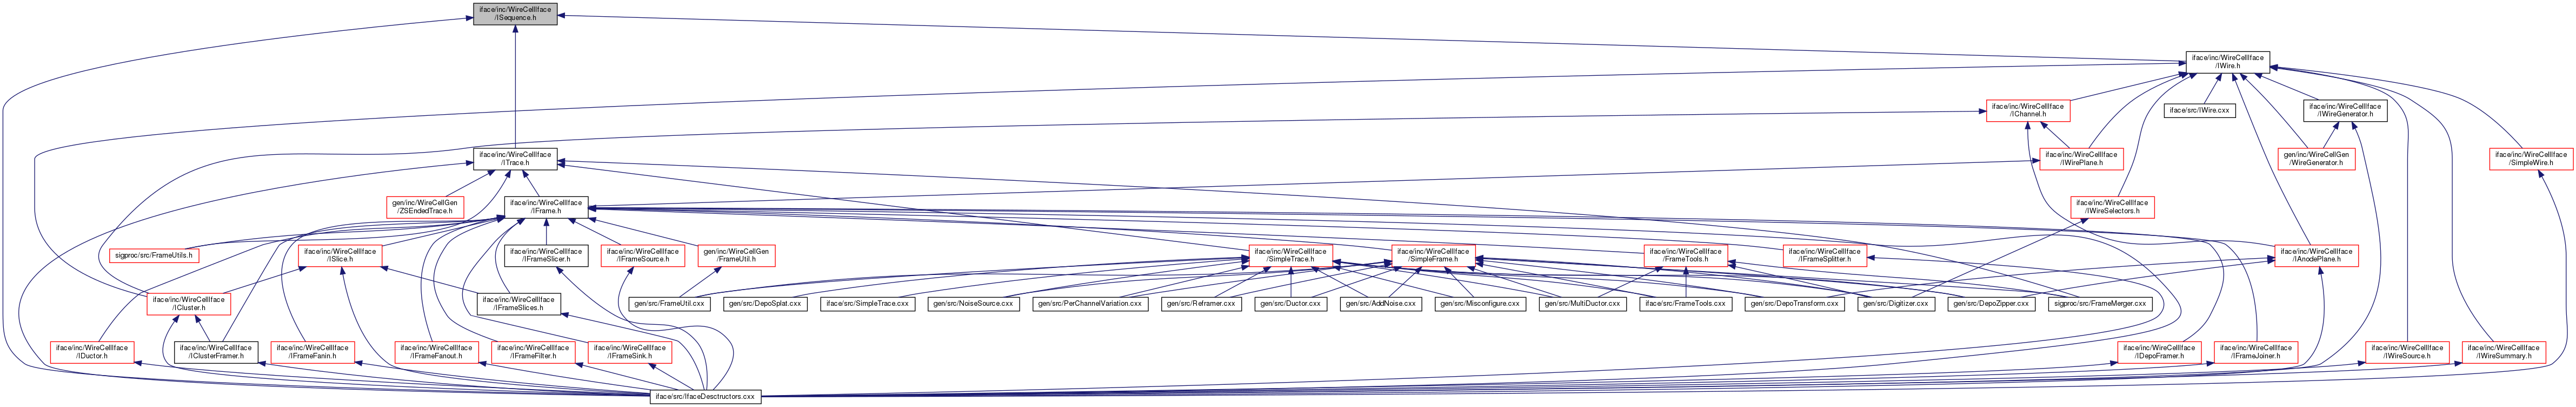 iface/inc/WireCellIface
/ISequence.h
iface/inc/WireCellIface
/IWire.h
iface/inc/WireCellIface
/IChannel.h
iface/src/IWire.cxx
iface/inc/WireCellIface
/IWireGenerator.h
iface/inc/WireCellIface
/ITrace.h
iface/inc/WireCellIface
/IWirePlane.h
gen/inc/WireCellGen
/WireGenerator.h
iface/inc/WireCellIface
/SimpleWire.h
gen/inc/WireCellGen
/ZSEndedTrace.h
iface/inc/WireCellIface
/IFrame.h
iface/inc/WireCellIface
/IWireSelectors.h
sigproc/src/FrameUtils.h
iface/inc/WireCellIface
/ISlice.h
iface/inc/WireCellIface
/IFrameSlicer.h
iface/inc/WireCellIface
/IFrameSource.h
gen/inc/WireCellGen
/FrameUtil.h
iface/inc/WireCellIface
/SimpleTrace.h
iface/inc/WireCellIface
/SimpleFrame.h
iface/inc/WireCellIface
/FrameTools.h
iface/inc/WireCellIface
/IFrameSplitter.h
iface/inc/WireCellIface
/IAnodePlane.h
iface/inc/WireCellIface
/ICluster.h
iface/inc/WireCellIface
/IFrameSlices.h
gen/src/FrameUtil.cxx
gen/src/DepoSplat.cxx
iface/src/SimpleTrace.cxx
gen/src/NoiseSource.cxx
gen/src/PerChannelVariation.cxx
gen/src/Reframer.cxx
gen/src/Ductor.cxx
gen/src/AddNoise.cxx
gen/src/Misconfigure.cxx
gen/src/MultiDuctor.cxx
iface/src/FrameTools.cxx
gen/src/DepoTransform.cxx
gen/src/Digitizer.cxx
gen/src/DepoZipper.cxx
sigproc/src/FrameMerger.cxx
iface/inc/WireCellIface
/IDuctor.h
iface/inc/WireCellIface
/IClusterFramer.h
iface/inc/WireCellIface
/IFrameFanin.h
iface/inc/WireCellIface
/IFrameFanout.h
iface/inc/WireCellIface
/IFrameFilter.h
iface/inc/WireCellIface
/IFrameSink.h
iface/inc/WireCellIface
/IDepoFramer.h
iface/inc/WireCellIface
/IFrameJoiner.h
iface/inc/WireCellIface
/IWireSource.h
iface/inc/WireCellIface
/IWireSummary.h
iface/src/IfaceDesctructors.cxx